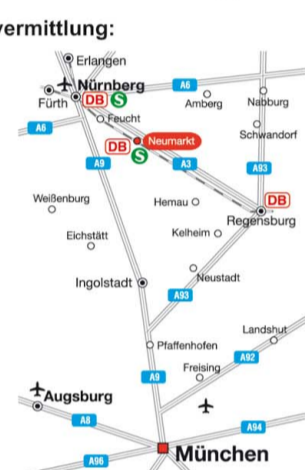 vermittlung:
Erlangen
Nürnberg
Fürth
DB
S
A6
Amberg
Nabburg
Feucht
A6
Schwandorf
DB
S
Neumarkt
A9
A3
A93
Weißenburg
Hemau
DB
Regensburg
Eichstätt
Kelheim
Ingolstadt
Neustadt
A93
Landshut
Pfaffenhofen
A92
Freising
A9
Augsburg
A8
A94
München
A96